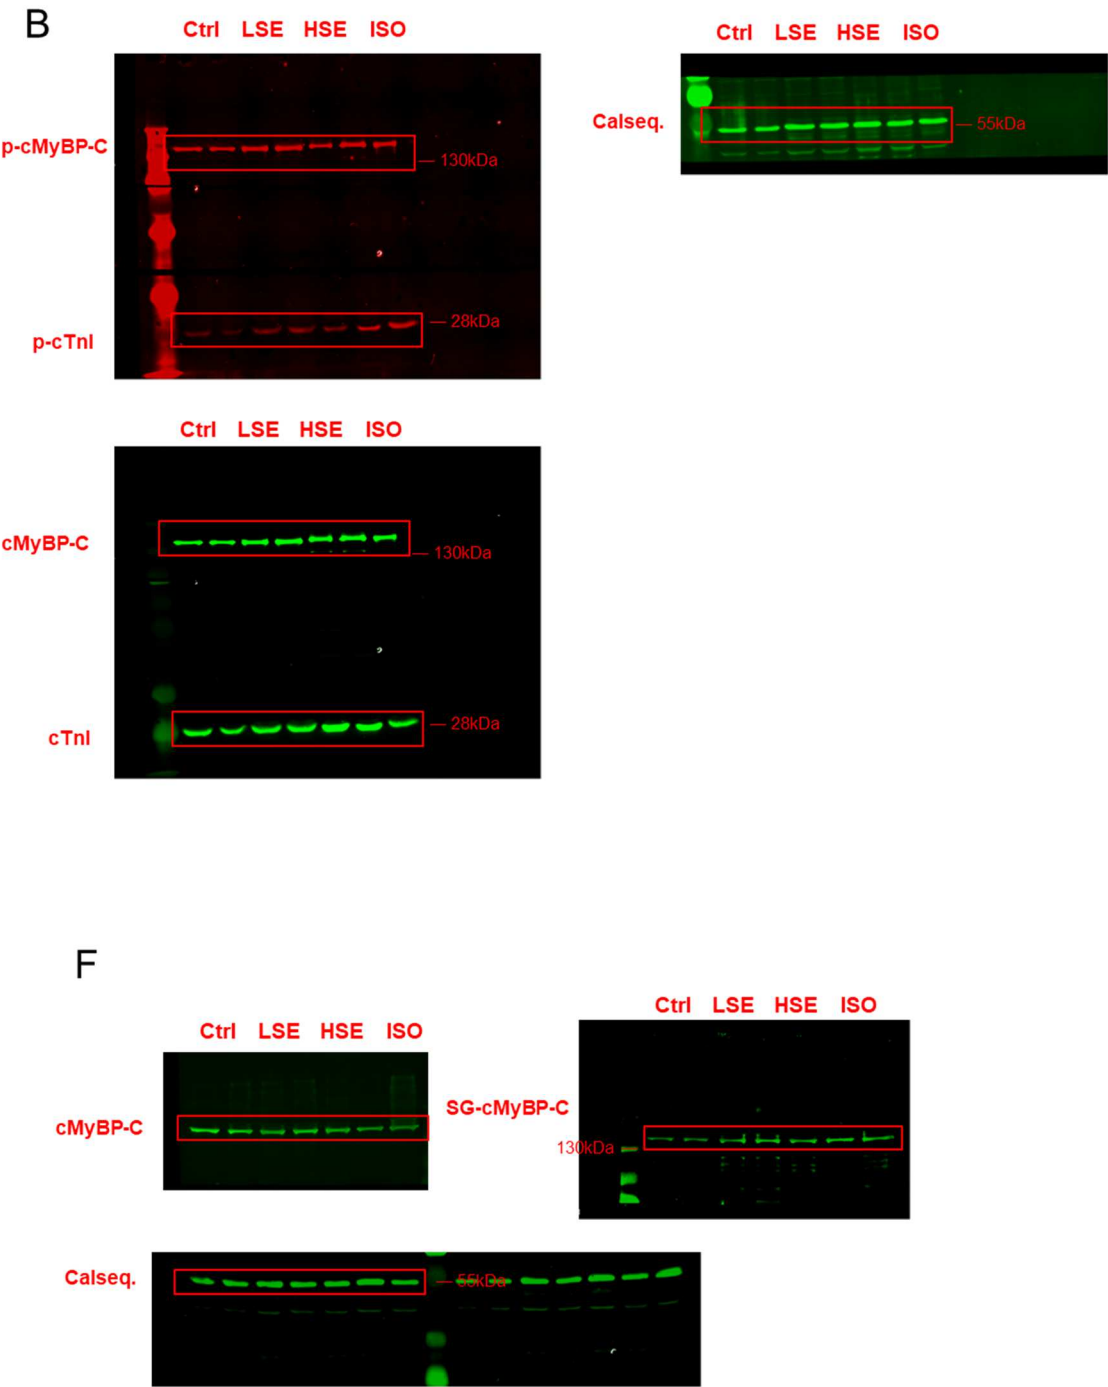 B
Ctrl LSE HSE ISO
p-cMyBP-C
130kDa
28kDa
p-cTnI
Ctrl LSE HSE ISO
Calseq.
55kDa
Ctrl LSE HSE ISO
cMyBP-C
130kDa
28kDa
cTnI
F
Ctrl LSE HSE ISO
cMyBP-C
Ctrl LSE HSE ISO
SG-cMyBP-C
130kDa
Calseq.
55kDa